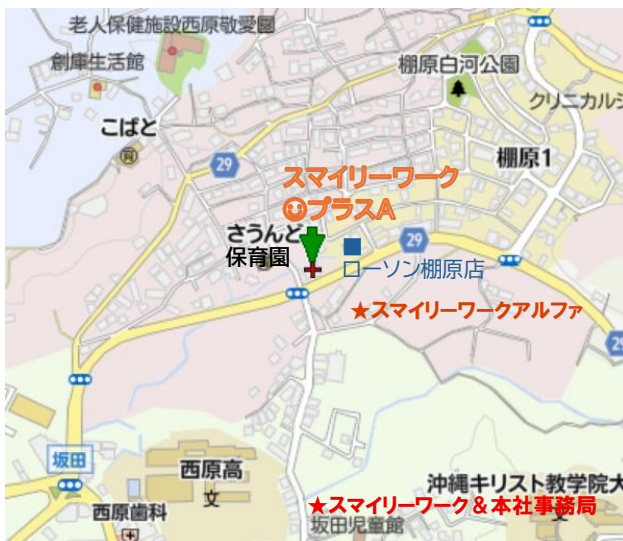 老人保健施設西原敬愛園
創庫生活館
棚原白河公園
クリニカルシ
こばと
29
棚原1
スマイリーワーク
プラスA
さうんど
保育園
29
ローソン棚原店
★スマイリーワークアルファ
29
坂田
西原高
文
沖縄キリスト教学院大
文
西原歯科
★スマイリーワーク&本社事務局
坂田児童館